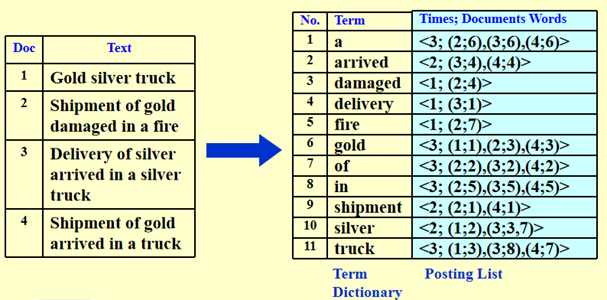 Doc Text
1 Gold silver truck
2 Shipment of gold
damaged in a fire
3 Delivery of silver
arrived in a silver
truck
4 Shipment of gold
arrived in a truck
No. Term Times; Documents Words
1 a <3; (2;6),(3;6),(4;6)>
2 arrived <2; (3;4),(4;4)>
3 damaged <1; (2;4)>
4 delivery <1; (3;1)>
5 fire <1; (2;7)>
6 gold <3; (1;1),(2;3),(4;3)>
7 of <3; (2;2),(3;2),(4;2)>
8 in <3; (2;5),(3;5),(4;5)>
9 shipment <2; (2;1),(4;1)>
10 silver <2; (1;2),(3;3,7)>
11 truck <3; (1;3),(3;8),(4;7)>
Term Posting List
Dictionary